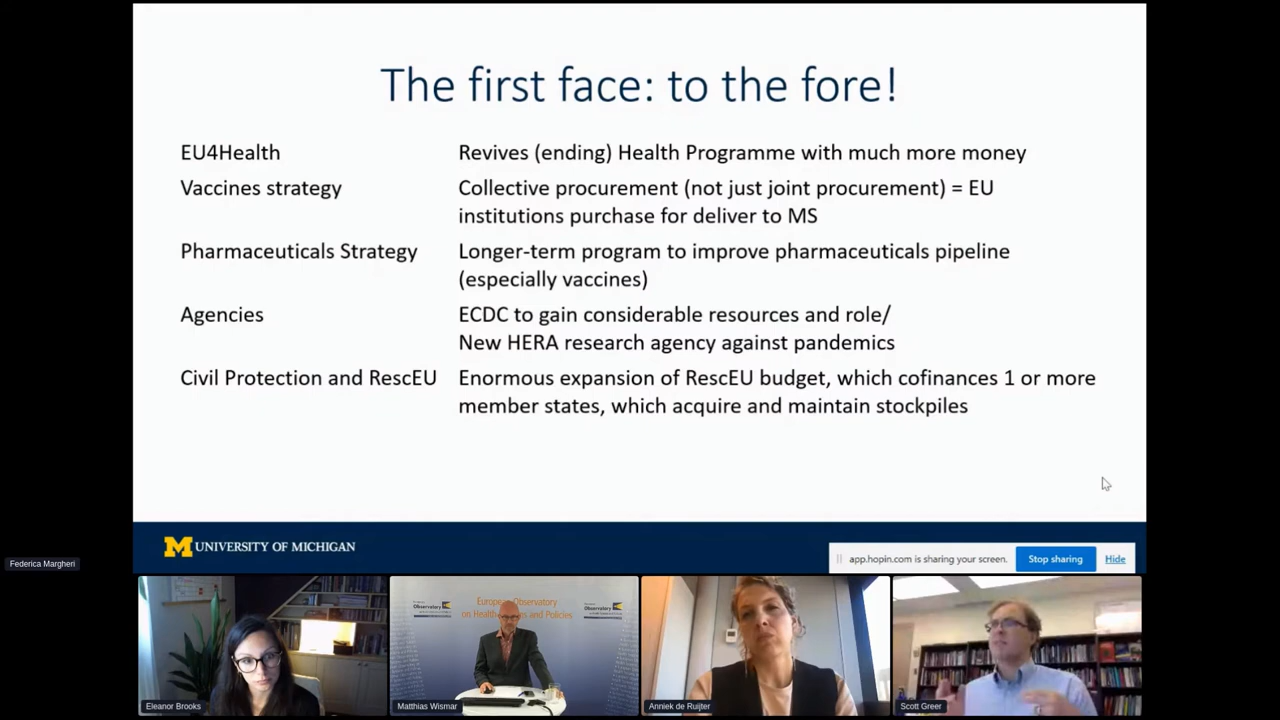 The first face: to the fore!
EU4Health
Revives (ending) Health Programme with much more money
Vaccines strategy
Collective procurement (not just joint procurement) = EU
institutions purchase for deliver to MS
Pharmaceuticals Strategy
Longer-term program to improve pharmaceuticals pipeline
(especially vaccines)
Agencies
ECDC to gain considerable resources and role/
New HERA research agency against pandemics
Civil Protection and RescEU
Enormous expansion of RescEU budget, which cofinances 1 or more
member states, which acquire and maintain stockpiles
M UNIVERSITY OF MICHIGAN
app.hopin.com is sharing your screen.
Stop sharing
Hide
Federica Margheri
European Observatory
on Health and Policies
Observatory
Observatory
Eleanor Brooks
Matthias Wismar
Anniek de Ruijter
Scott Greer